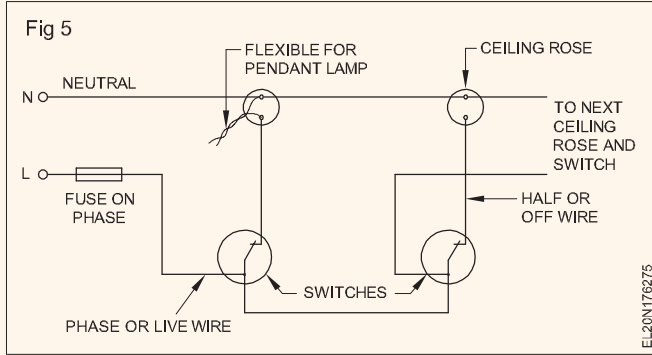 Fig 5
FLEXIBLE FOR
PENDANT LAMP
CEILING ROSE
NEUTRAL
N
TO NEXT
CEILING
ROSE AND
SWITCH
L
FUSE ON
PHASE
HALF OR
OFF WIRE
SWITCHES
PHASE OR LIVE WIRE
EL20N176275